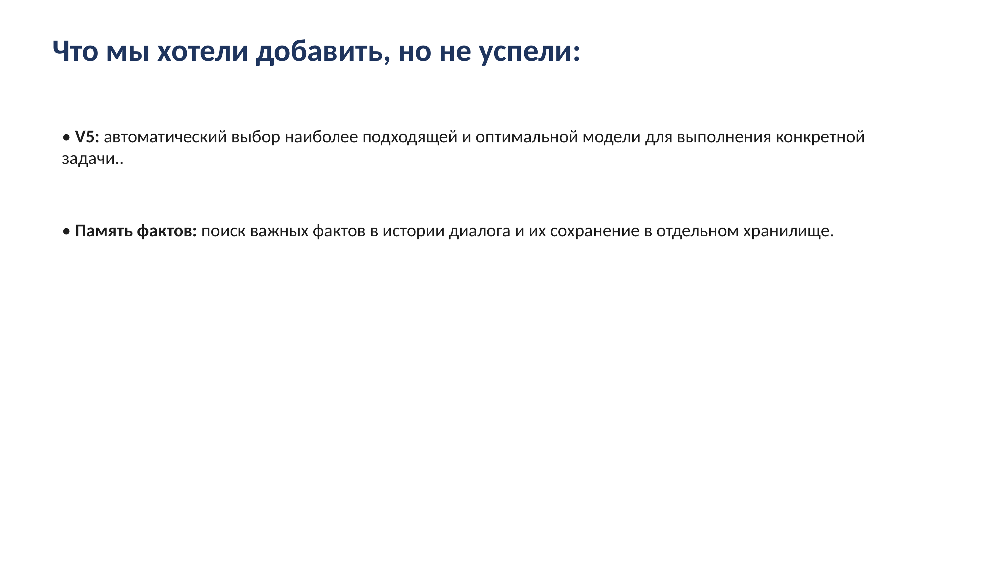 Что мы хотели добавить, но не успели:
• V5: автоматический выбор наиболее подходящей и оптимальной модели для выполнения конкретной
задачи..
• Память фактов: поиск важных фактов в истории диалога и их сохранение в отдельном хранилище.